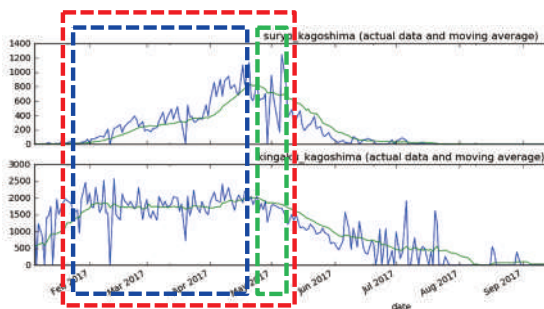 suryo_kagoshima (actual data and moving average)
1400
1200
1000
800
600
400
200
0
kingaku_kagoshima (actual data and moving average)
3000
2500
2000
1500
1000
500
0
Feb 2017
Mar 2017
Apr 2017
May 2017
Jun 2017
Jul 2017
Aug 2017
Sep 2017
date